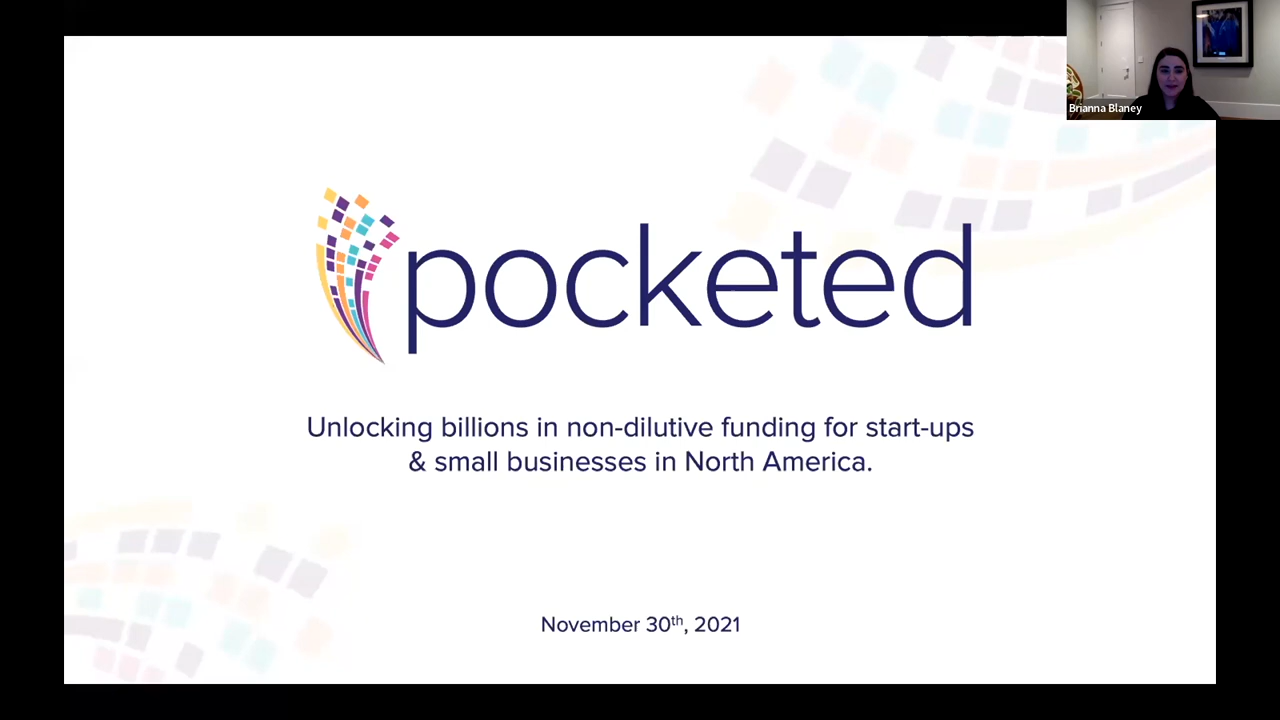 Brianna Blaney
pocketed
Unlocking billions in non-dilutive funding for start-ups
& small businesses in North America.
November 30th, 2021